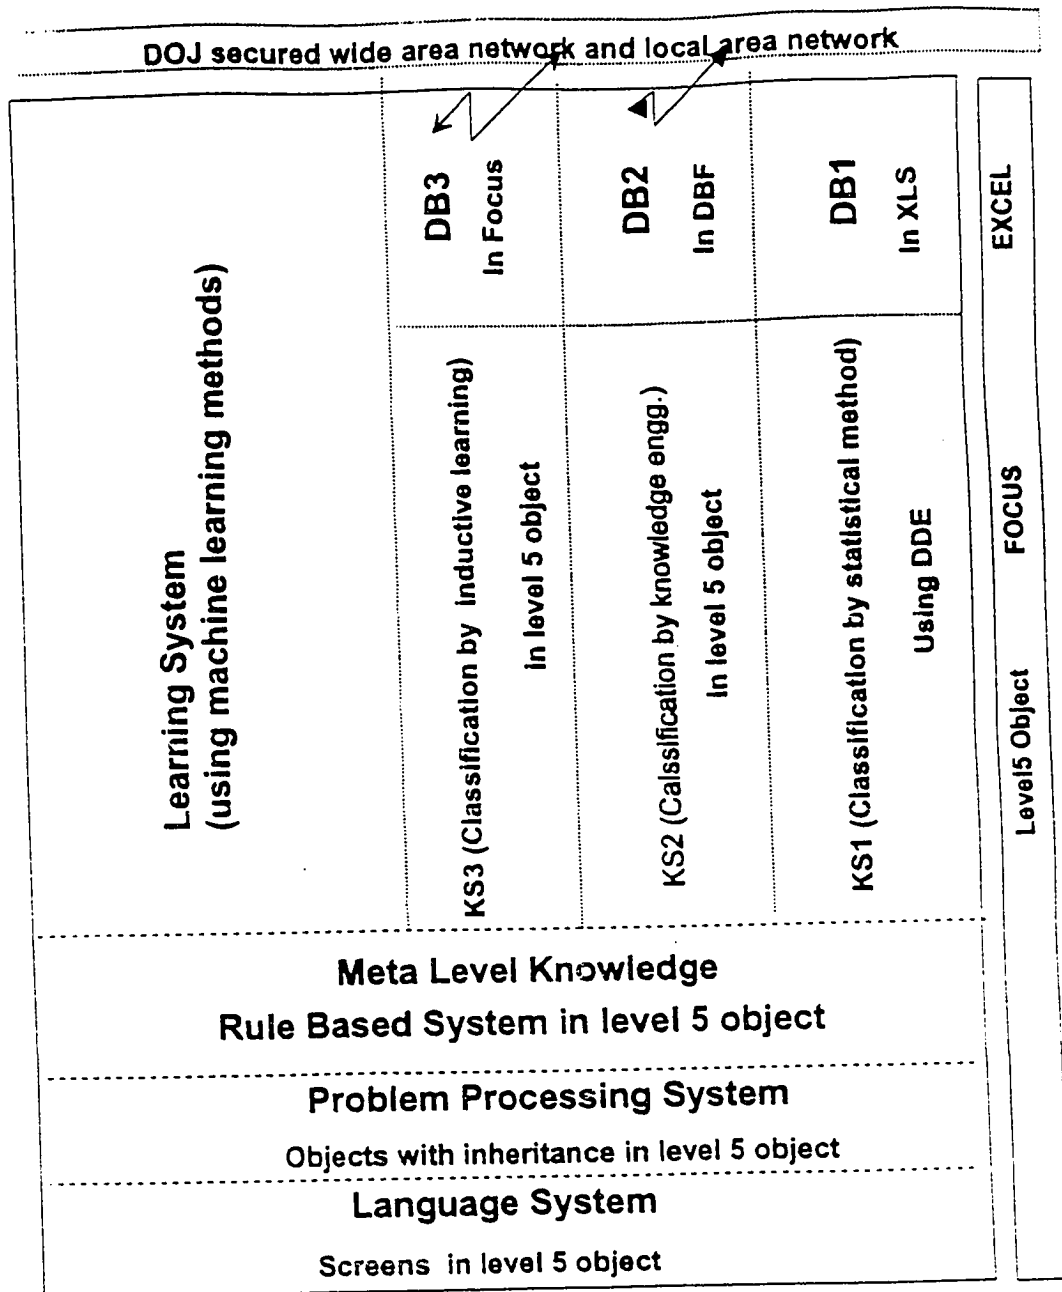 DOJ secured wide area network and local area network
Learning System
(using machine learning methods)
DB3
In Focus
KS3 (Classification by inductive learning)
In level 5 object
DB2
In DBF
KS2 (Calssification by knowledge engg.)
In level 5 object
DB1
In XLS
KS1 (Classification by statistical method)
Using DDE
EXCEL
FOCUS
Level5 Object
Meta Level Knowledge
Rule Based System in level 5 object
Problem Processing System
Objects with inheritance in level 5 object
Language System
Screens in level 5 object